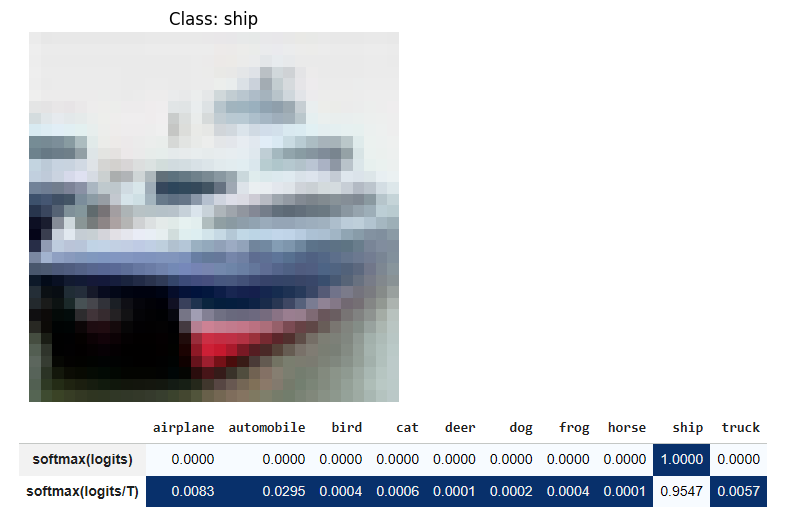 Class: ship
airplane automobile bird cat deer dog frog horse ship truck
softmax(logits) 0.0000 0.0000 0.0000 0.0000 0.0000 0.0000 0.0000 0.0000 1.0000 0.0000
softmax(logits/T) 0.0083 0.0295 0.0004 0.0006 0.0001 0.0002 0.0004 0.0001 0.9547 0.0057